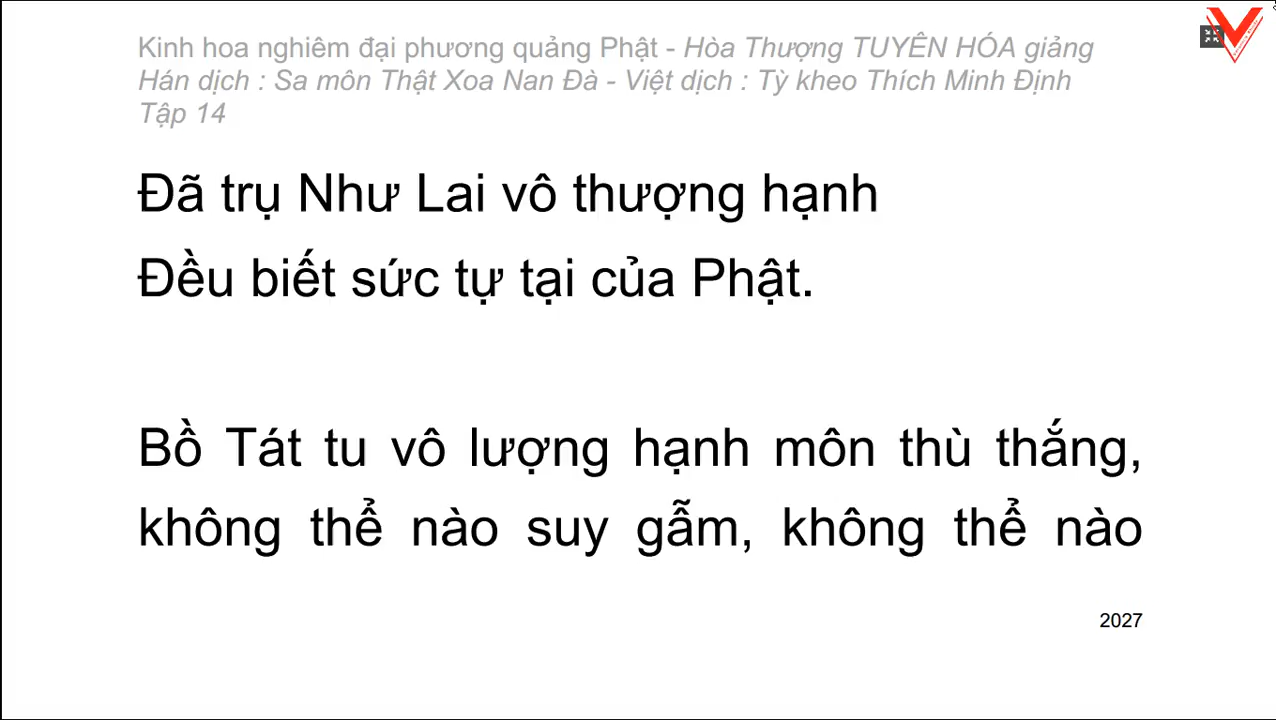 Kinh hoa nghiêm đại phương quảng Phật - Hòa Thượng TUYÊN HÓA giảng
Hán dịch : Sa môn Thật Xoa Nan Đà - Việt dịch : Tỳ kheo Thích Minh Định
Tập 14
Đã trụ Như Lai vô thượng hạnh
Đều biết sức tự tại của Phật.
Bồ Tát tu vô lượng hạnh môn thù thắng,
không thể nào suy gẫm, không thể nào
2027